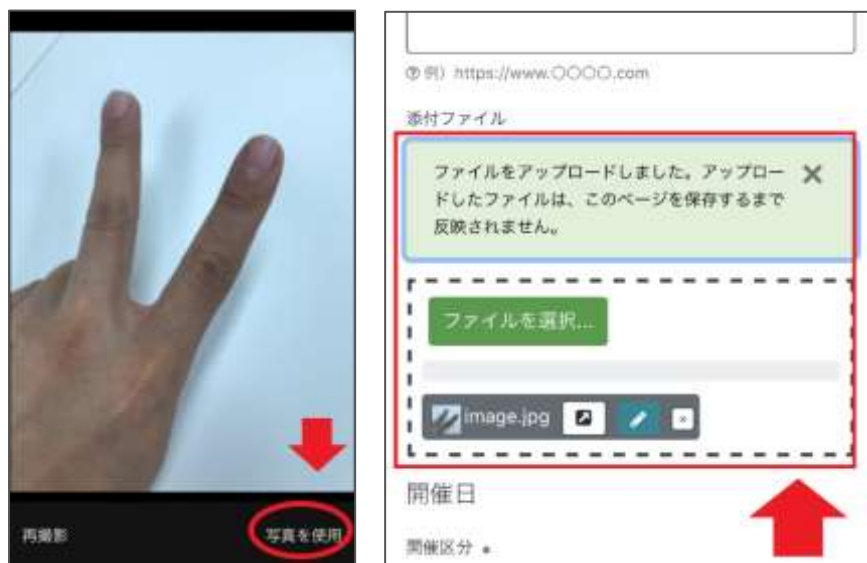 再撮影
写真を使用
例）https://www.〇〇〇〇.com
添付ファイル
ファイルをアップロードしました。アップロー
ドしたファイルは、このページを保存するまで
反映されません。
ファイルを選択...
image.jpg
開催日
開催区分